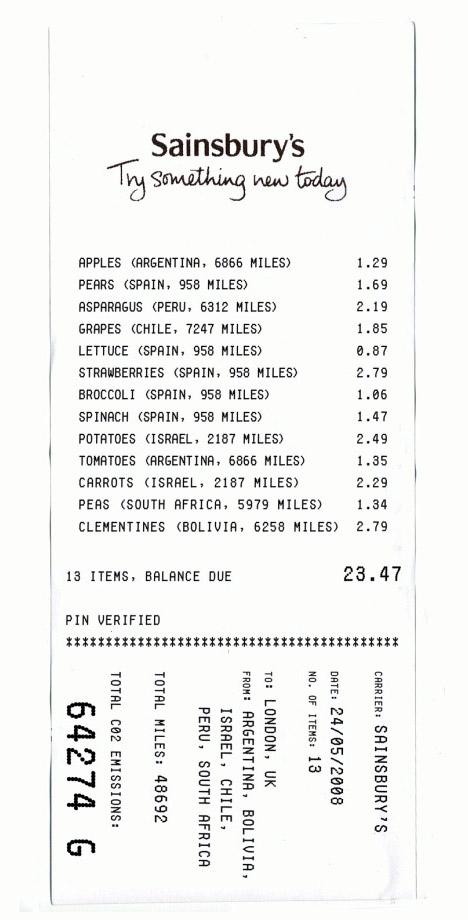 Sainsbury's
Try something new today
APPLES (ARGENTINA, 6866 MILES) 1.29
PEARS (SPAIN, 958 MILES) 1.69
ASPARAGUS (PERU, 6312 MILES) 2.19
GRAPES (CHILE, 7247 MILES) 1.85
LETTUCE (SPAIN, 958 MILES) 0.87
STRAWBERRIES (SPAIN, 958 MILES) 2.79
BROCCOLI (SPAIN, 958 MILES) 1.06
SPINACH (SPAIN, 958 MILES) 1.47
POTATOES (ISRAEL, 2187 MILES) 2.49
TOMATOES (ARGENTINA, 6866 MILES) 1.35
CARROTS (ISRAEL, 2187 MILES) 2.29
PEAS (SOUTH AFRICA, 5979 MILES) 1.34
CLEMENTINES (BOLIVIA, 6258 MILES) 2.79
13 ITEMS, BALANCE DUE 23.47
PIN VERIFIED
******************************************
CARRIER: SAINSBURY'S
DATE: 24/05/2008
NO. OF ITEMS: 13
TO: LONDON, UK
FROM: ARGENTINA, BOLIVIA,
ISRAEL, CHILE,
PERU, SOUTH AFRICA
TOTAL MILES: 48692
TOTAL CO2 EMISSIONS:
64274 G